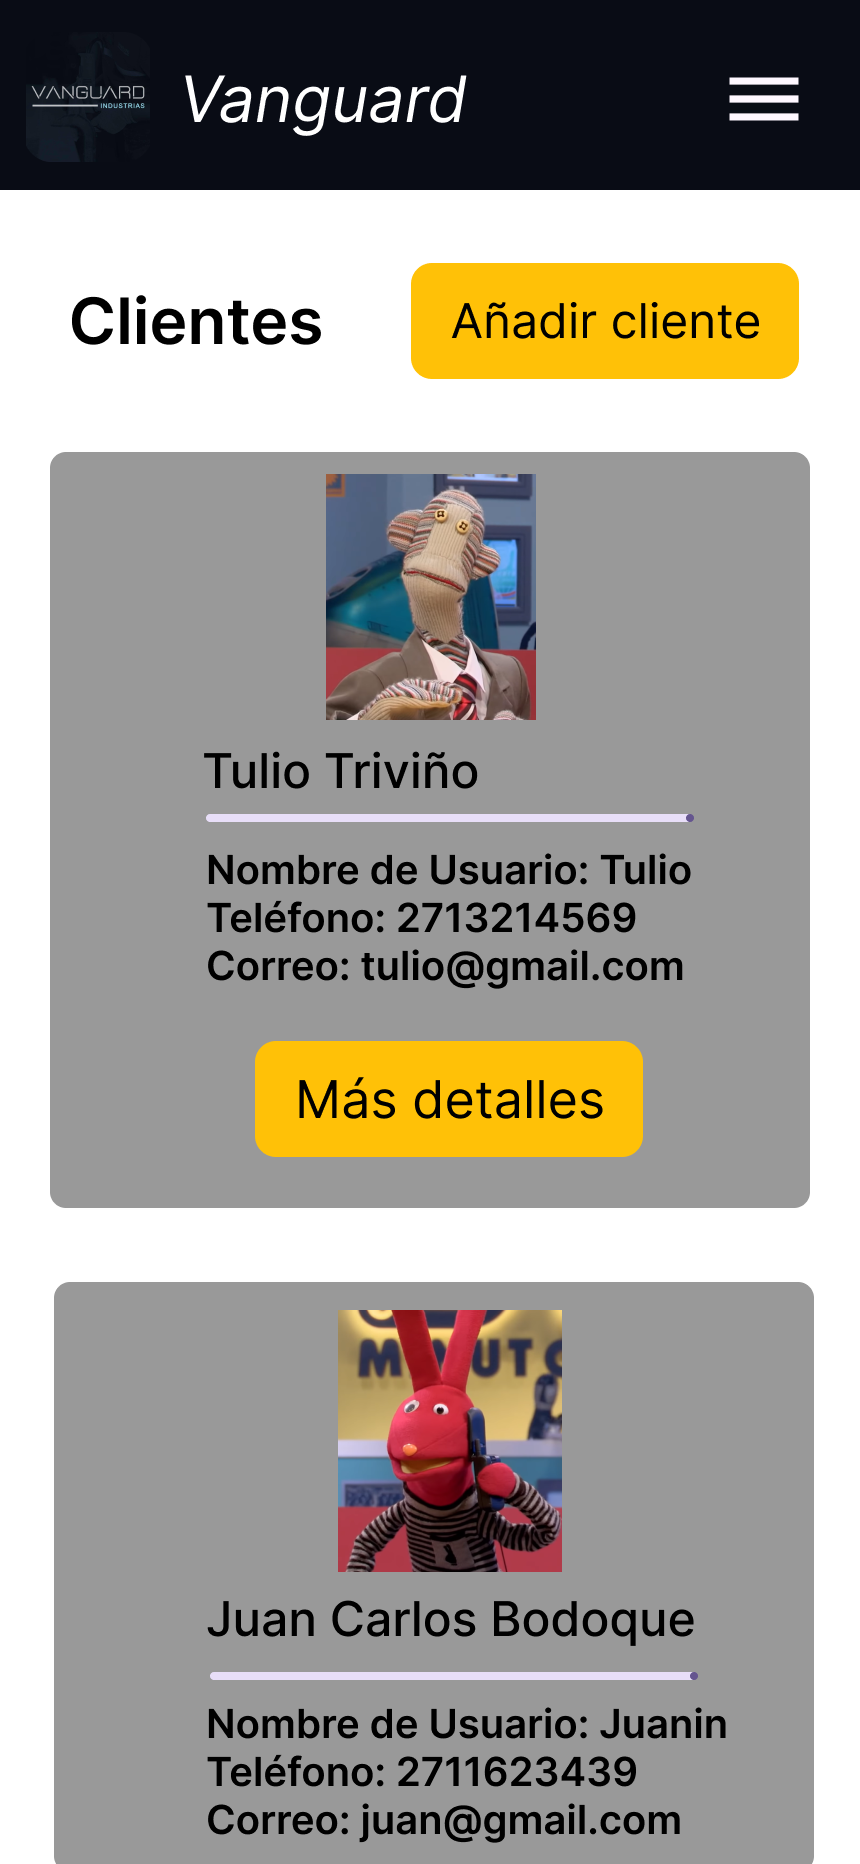 VANGUARD
INDUSTRIAS
Vanguard
Clientes
Añadir cliente
Tulio Triviño
Nombre de Usuario: Tulio
Teléfono: 2713214569
Correo: tulio@gmail.com
Más detalles
MINUTO
Juan Carlos Bodoque
Nombre de Usuario: Juanin
Teléfono: 2711623439
Correo: juan@gmail.com